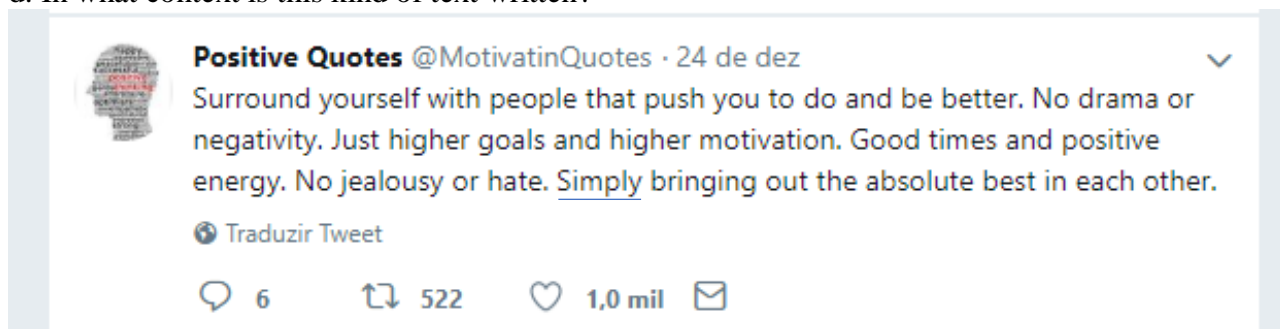 d. In what context is this kind of text written?
Positive Quotes @MotivatinQuotes · 24 de dez
Surround yourself with people that push you to do and be better. No drama or
negativity. Just higher goals and higher motivation. Good times and positive
energy. No jealousy or hate. Simply bringing out the absolute best in each other.
Traduzir Tweet
6 522 1,0 mil